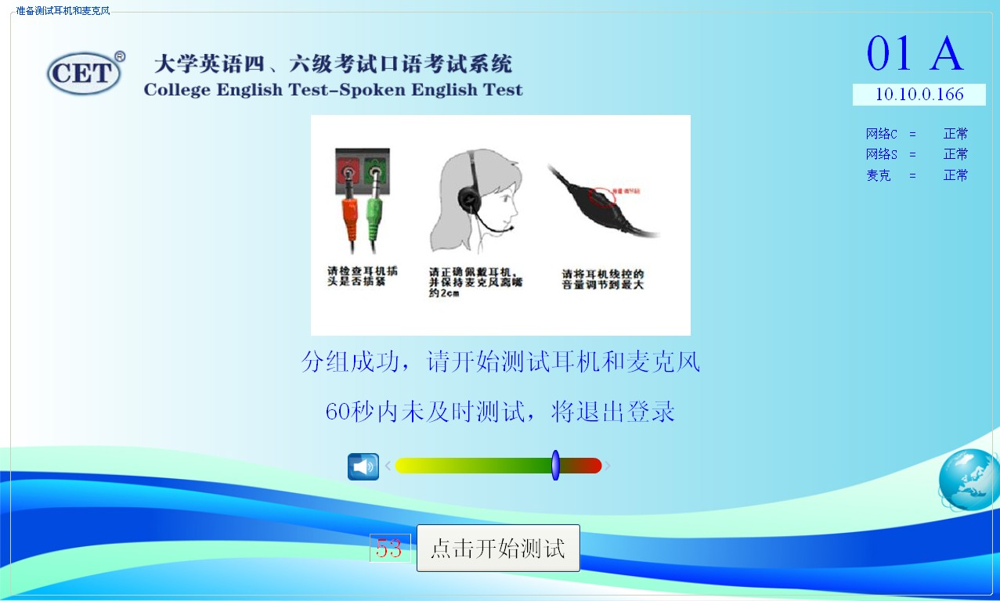 准备测试耳机和麦克风
CET®
大学英语四、六级考试口语考试系统
College English Test-Spoken English Test
01 A
10.10.0.166
网络C = 正常
网络S = 正常
麦克 = 正常
请检查耳机插
头是否插紧
请正确佩戴耳机，
并保持麦克风离嘴
约2cm
请将耳机线控的
音量调节到最大
分组成功，请开始测试耳机和麦克风
60秒内未及时测试，将退出登录
53
点击开始测试